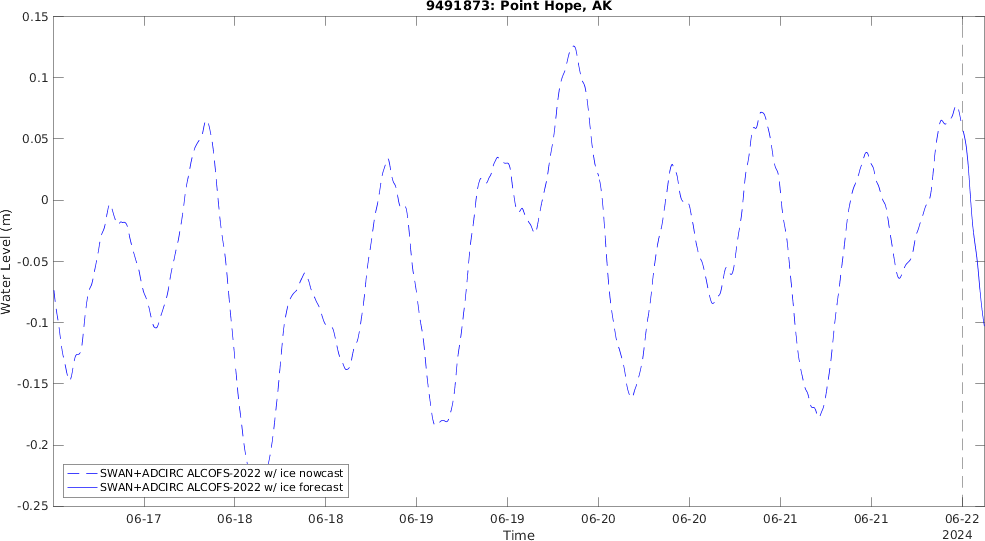 9491873: Point Hope, AK
0.15
0.1
0.05
0
-0.05
-0.1
-0.15
-0.2
-0.25
Water Level (m)
SWAN+ADCIRC ALCOFS-2022 w/ ice nowcast
SWAN+ADCIRC ALCOFS-2022 w/ ice forecast
06-17 06-18 06-18 06-19 06-19 06-20 06-20 06-21 06-21 06-22
2024
Time